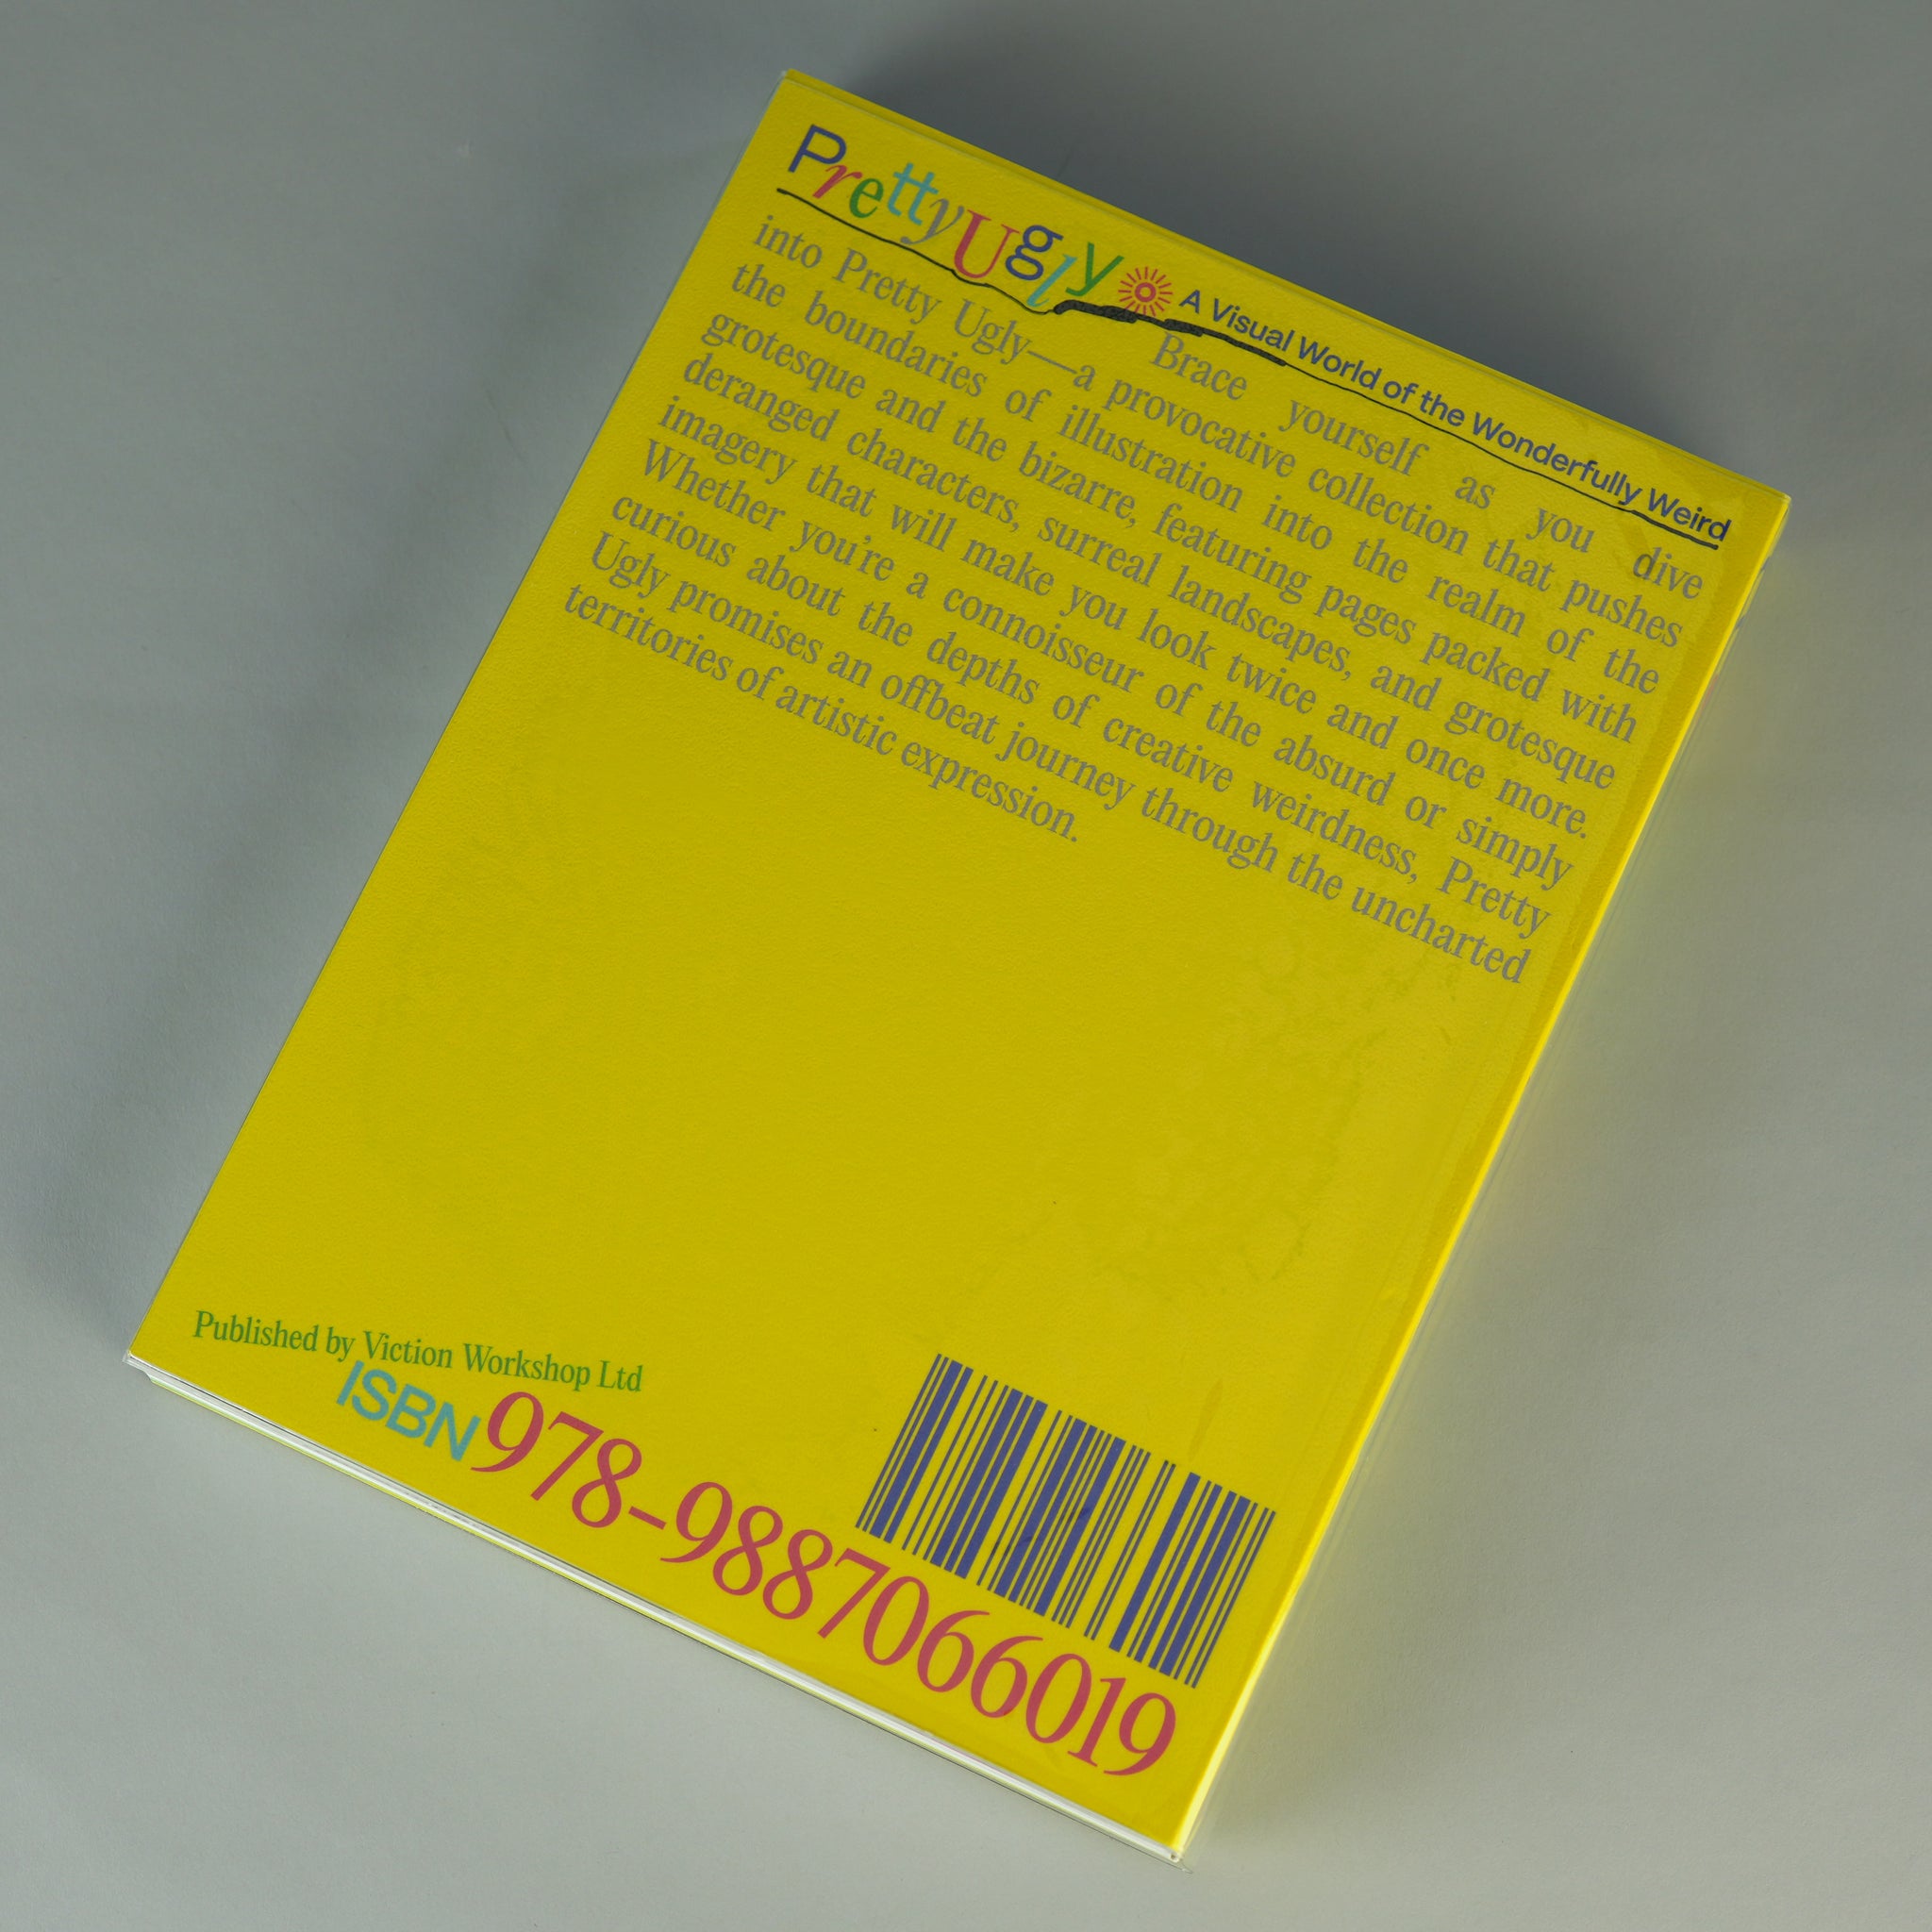 PrettyUgly A Visual World of the Wonderfully Weird
Brace yourself as you dive
into Pretty Ugly—a provocative collection that pushes
the boundaries of illustration into the realm of the
grotesque and the bizarre, featuring pages packed with
deranged characters, surreal landscapes, and grotesque
imagery that will make you look twice and once more.
Whether you're a connoisseur of the absurd or simply
curious about the depths of creative weirdness, Pretty
Ugly promises an offbeat journey through the uncharted
territories of artistic expression.
Published by Viction Workshop Ltd
ISBN 978-9887066019